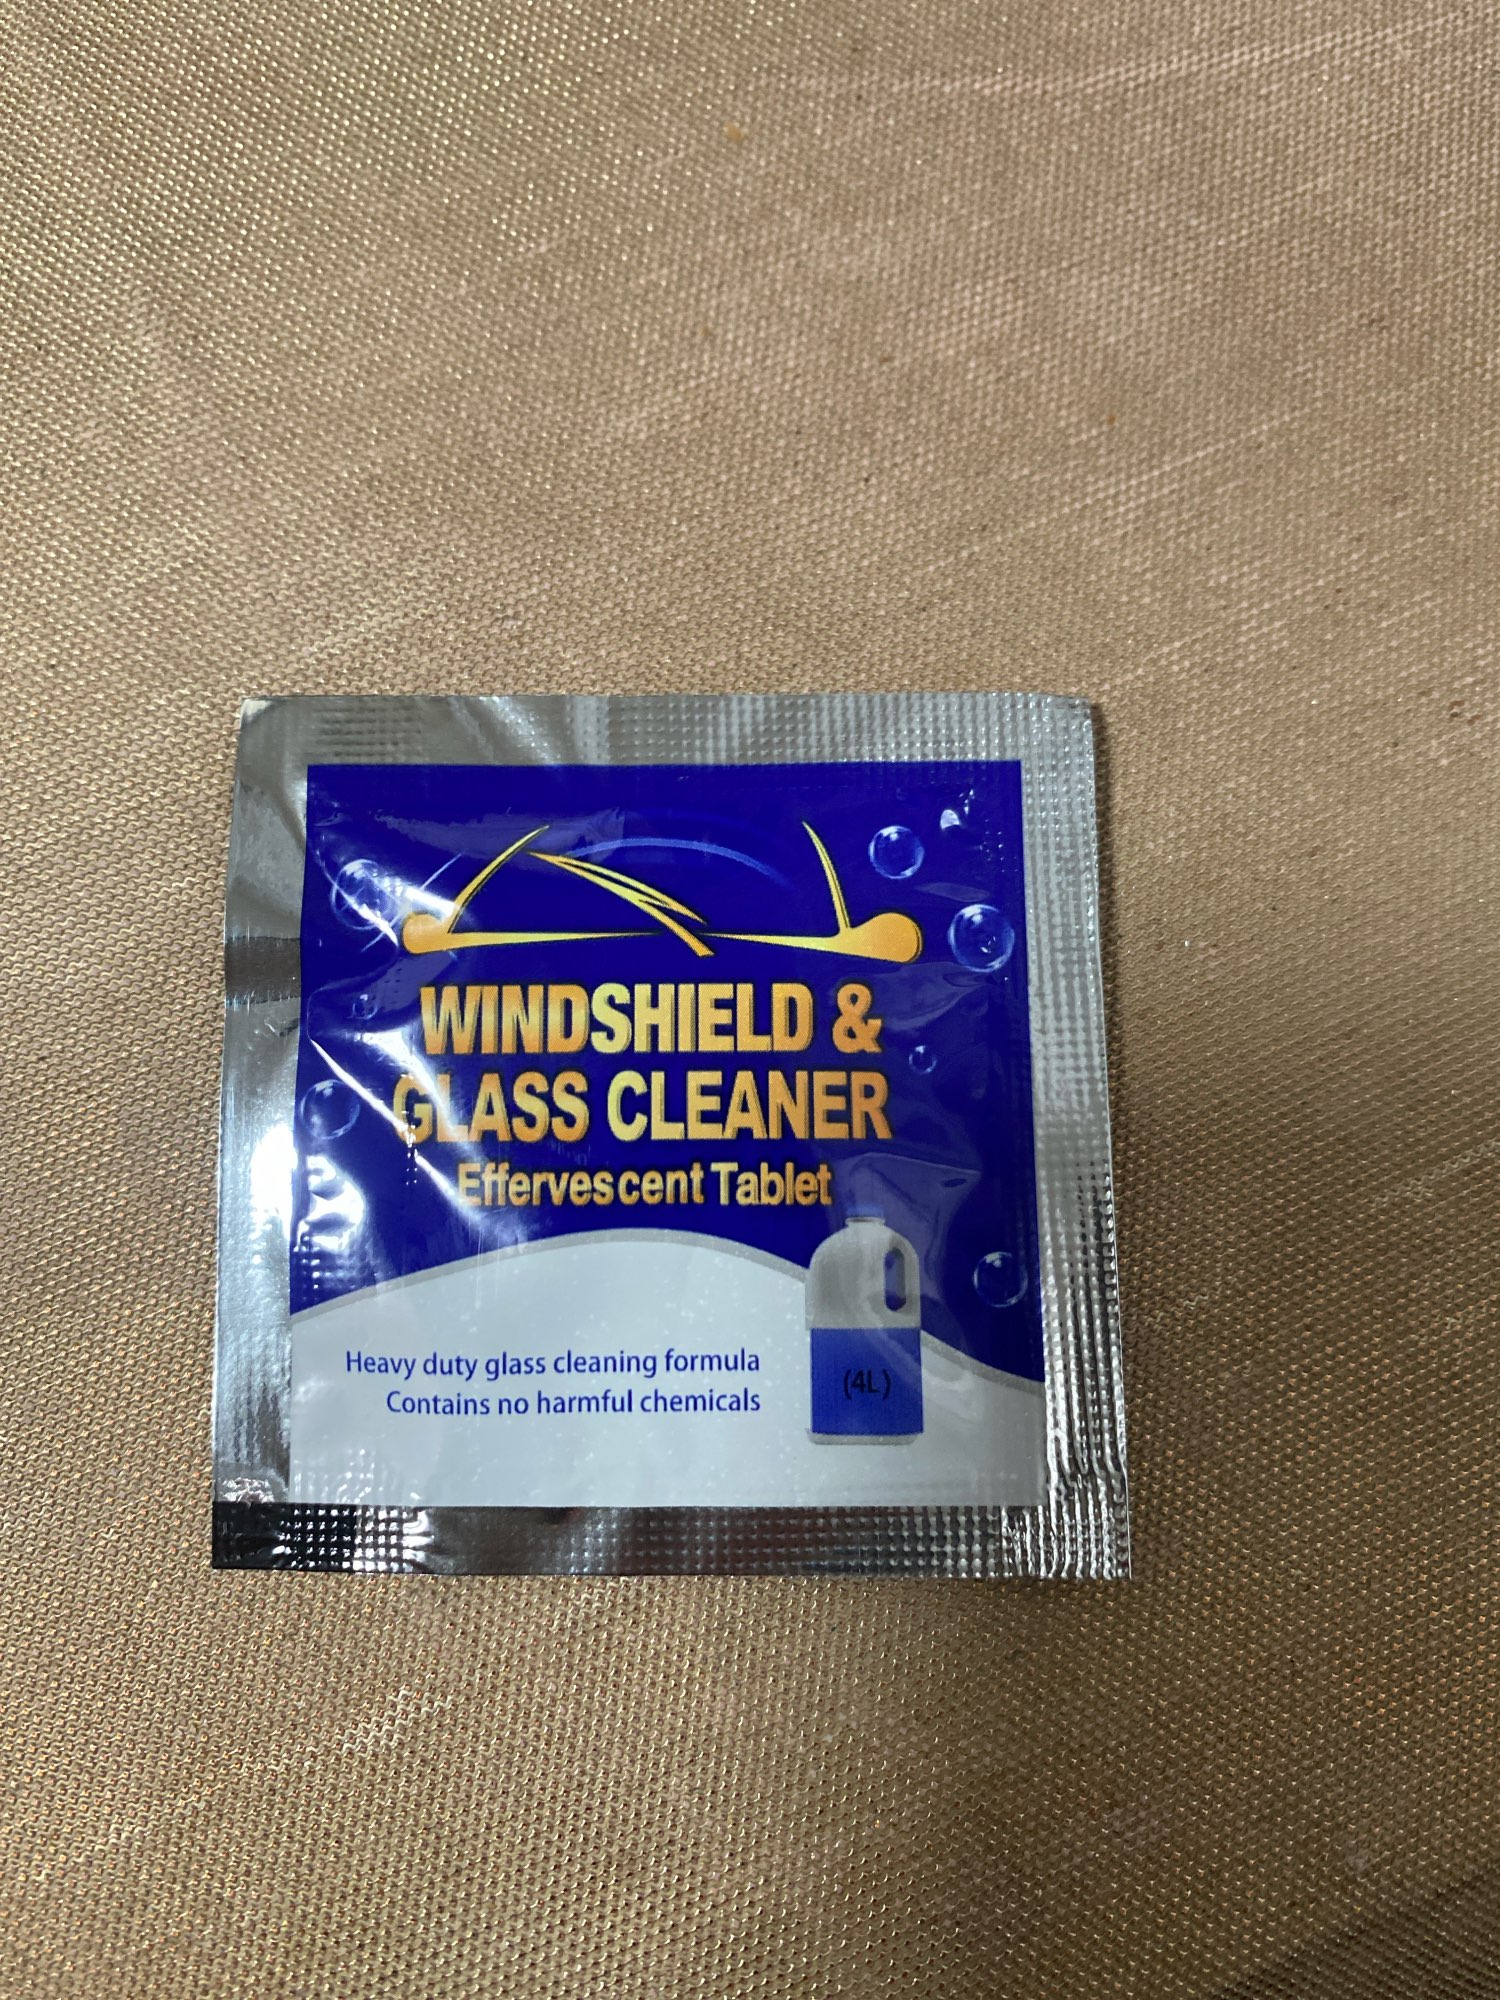 WINDSHIELD &
GLASS CLEANER
Effervescent Tablet
Heavy duty glass cleaning formula
Contains no harmful chemicals
(4L)